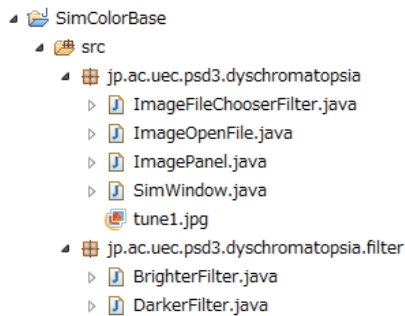 SimColorBase
src
jp.ac.uec.psd3.dyschromatopsia
ImageFileChooserFilter.java
ImageOpenFile.java
ImagePanel.java
SimWindow.java
tune1.jpg
jp.ac.uec.psd3.dyschromatopsia.filter
BrighterFilter.java
DarkerFilter.java